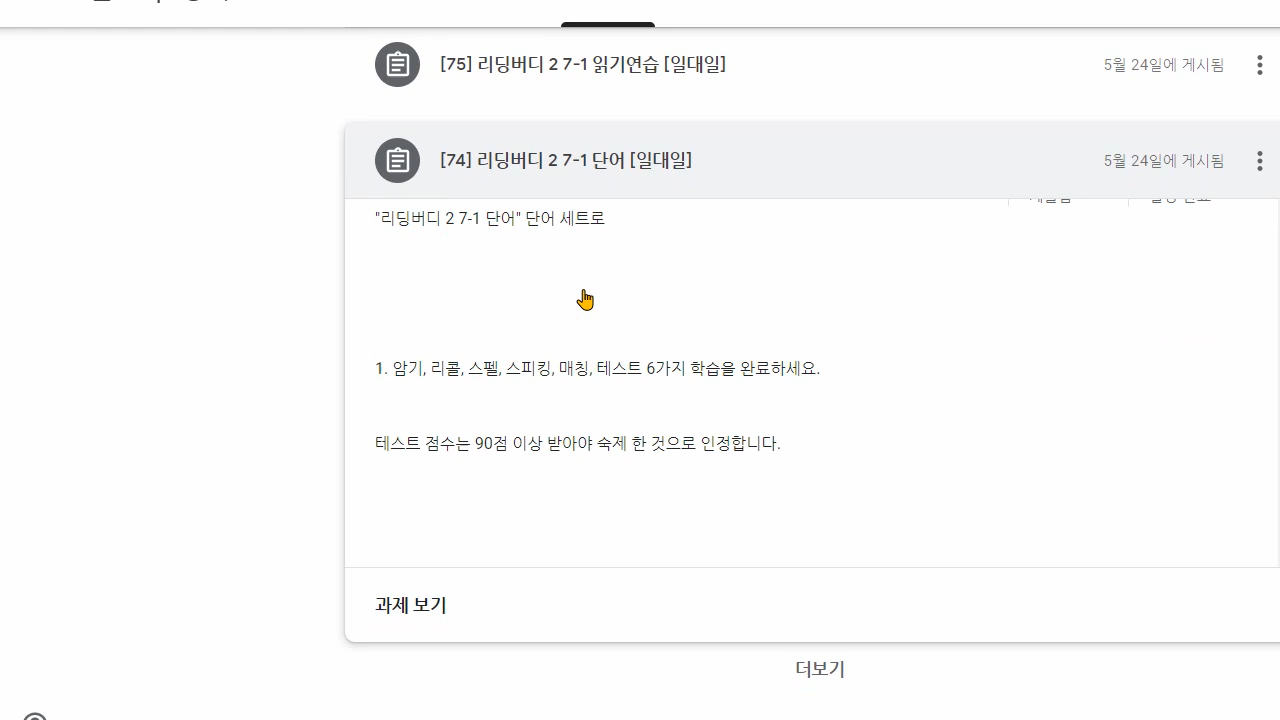 [75] 리딩버디 2 7-1 읽기연습 [일대일]
5월 24일에 게시됨
[74] 리딩버디 2 7-1 단어 [일대일]
5월 24일에 게시됨
"리딩버디 2 7-1 단어" 단어 세트로
1. 암기, 리콜, 스펠, 스피킹, 매칭, 테스트 6가지 학습을 완료하세요.
테스트 점수는 90점 이상 받아야 숙제 한 것으로 인정합니다.
과제 보기
더보기